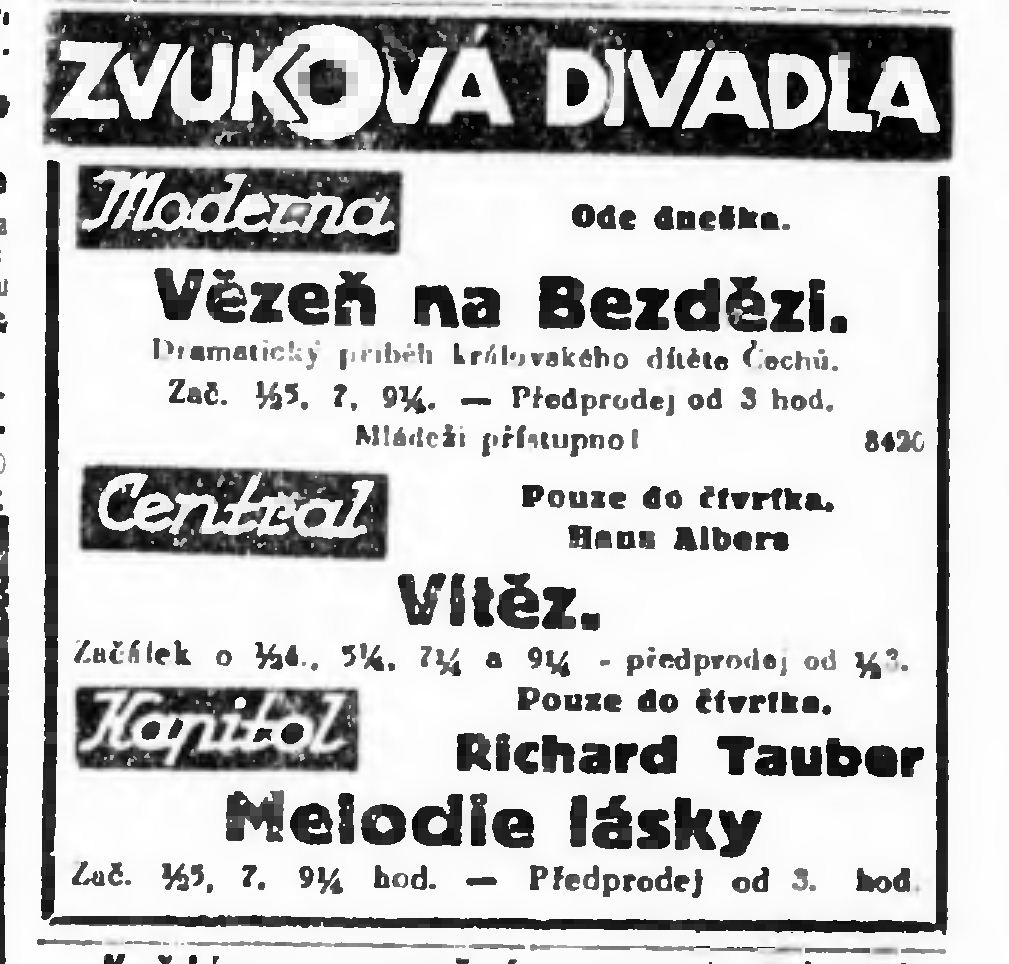 ZVUKOVÁ DIVADLA
Moderna
Ode dneška.
Vězeň na Bezdězi.
Dramatický příběh královského dítěte Čechů.
Zač. ½5, 7, 9¼. — Předprodej od 3 hod.
Mládeži přístupno! 8420
Central
Pouze do čtvrtka.
Hans Albers
Vítěz.
Začátek o ½4., 5¼, 7¼ a 9¼ - předprodej od ½3.
Kapitol
Pouze do čtvrtka.
Richard Tauber
Melodie lásky
Zač. ½5, 7, 9¼ hod. — Předprodej od 3. hod.